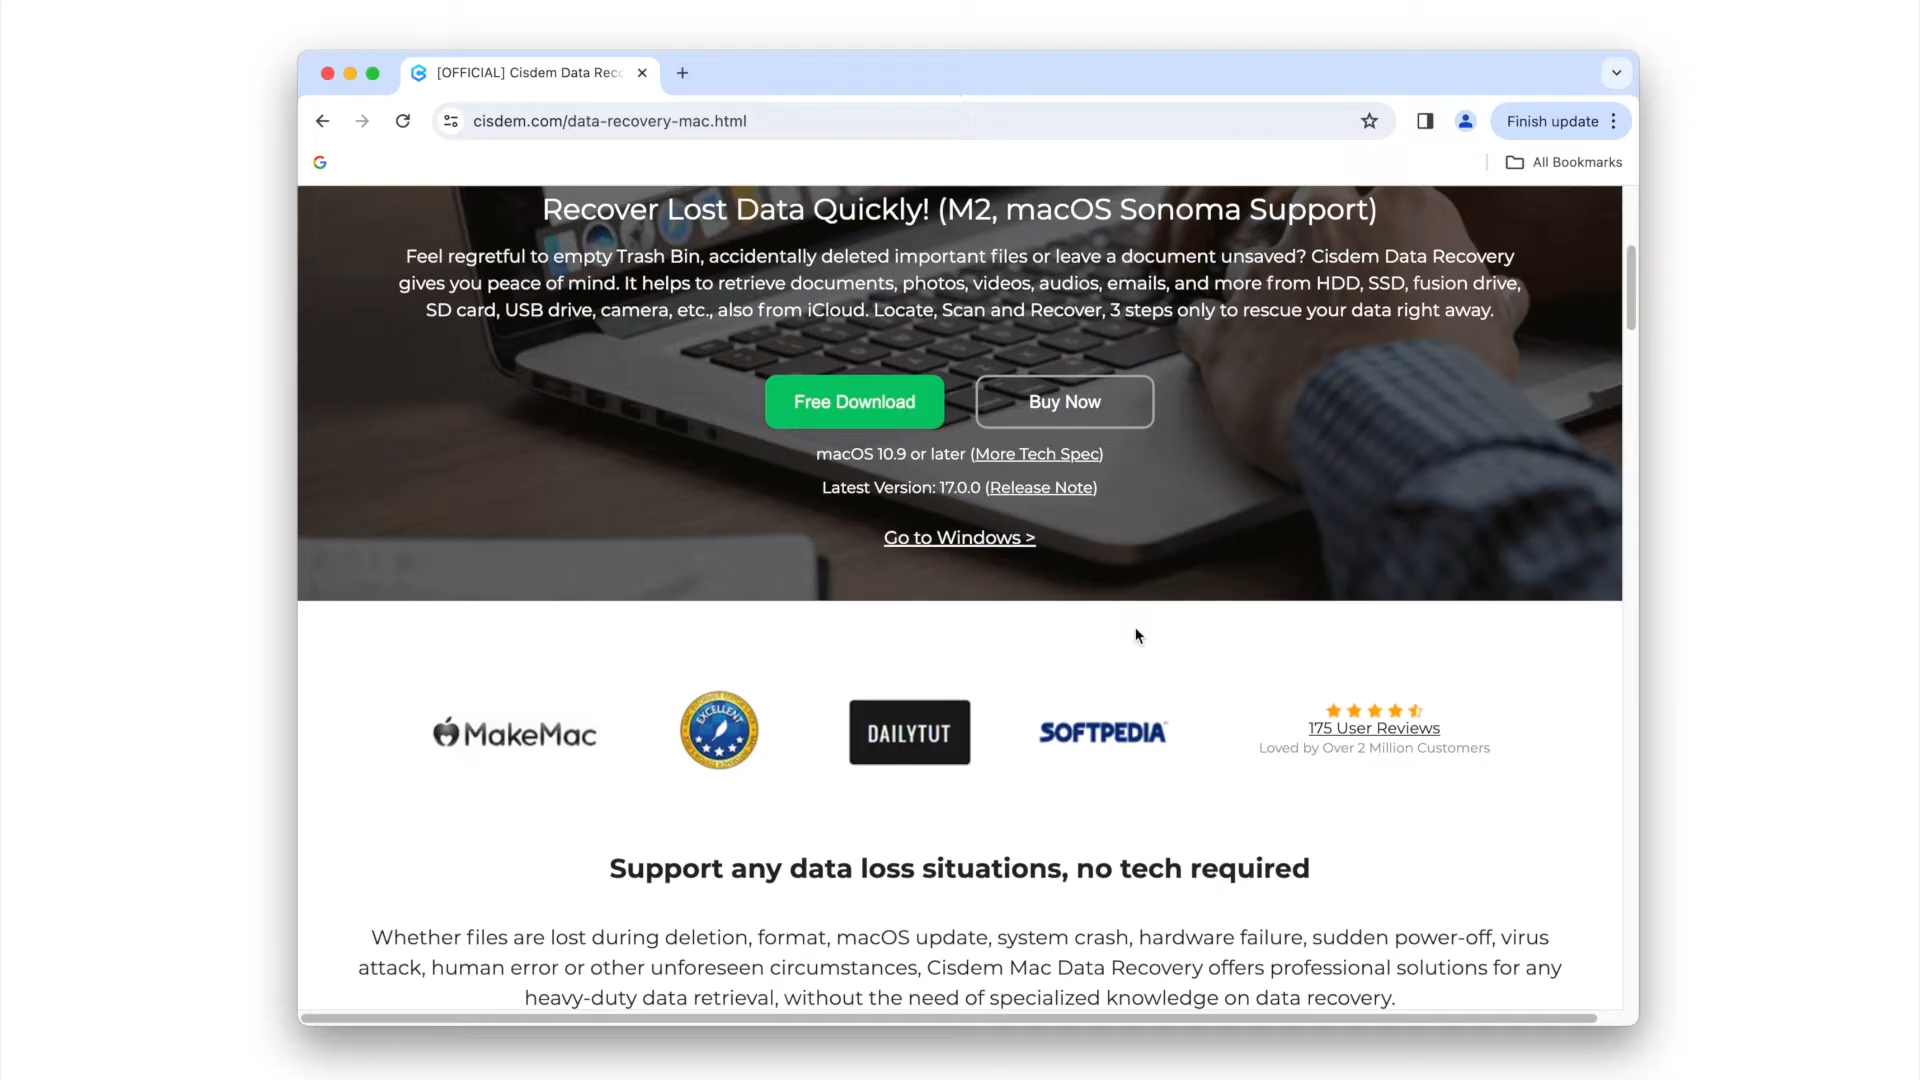 [OFFICIAL] Cisdem Data Rec
cisdem.com/data-recovery-mac.html
Finish update
All Bookmarks
Recover Lost Data Quickly! (M2, macOS Sonoma Support)
Feel regretful to empty Trash Bin, accidentally deleted important files or leave a document unsaved? Cisdem Data Recovery
gives you peace of mind. It helps to retrieve documents, photos, videos, audios, emails, and more from HDD, SSD, fusion drive,
SD card, USB drive, camera, etc., also from iCloud. Locate, Scan and Recover, 3 steps only to rescue your data right away.
Free Download
Buy Now
macOS 10.9 or later (More Tech Spec)
Latest Version: 17.0.0 (Release Note)
Go to Windows >
MakeMac
EXCELLENT
DAILYTUT
SOFTPEDIA
175 User Reviews
Loved by Over 2 Million Customers
Support any data loss situations, no tech required
Whether files are lost during deletion, format, macOS update, system crash, hardware failure, sudden power-off, virus
attack, human error or other unforeseen circumstances, Cisdem Mac Data Recovery offers professional solutions for any
heavy-duty data retrieval, without the need of specialized knowledge on data recovery.